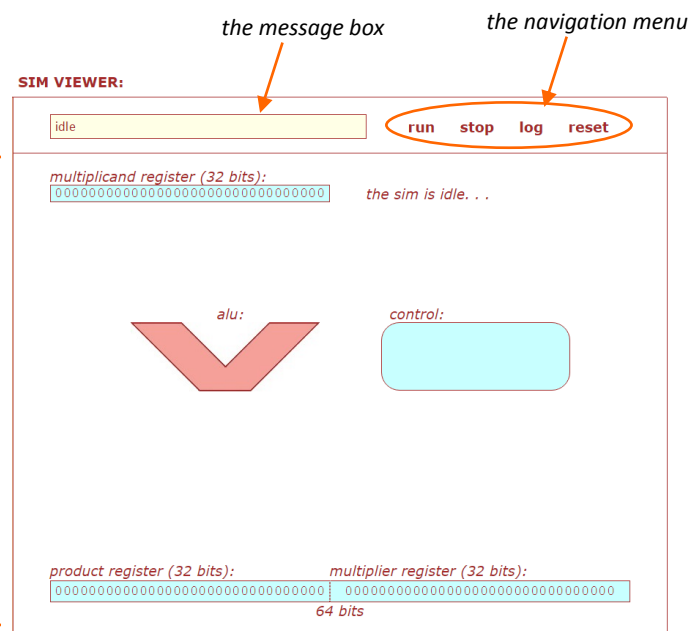 the message box
the navigation menu
SIM VIEWER:
idle
run stop log reset
multiplicand register (32 bits):
00000000000000000000000000000000
the sim is idle. . .
alu:
control:
product register (32 bits):
multiplier register (32 bits):
00000000000000000000000000000000
00000000000000000000000000000000
64 bits